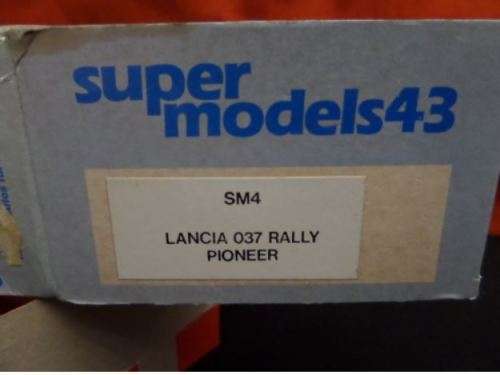 super
models43
SM4
LANCIA 037 RALLY
PIONEER